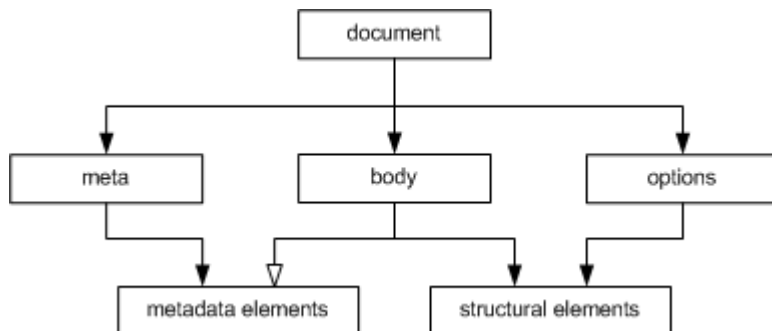 document
meta
body
options
metadata elements
structural elements